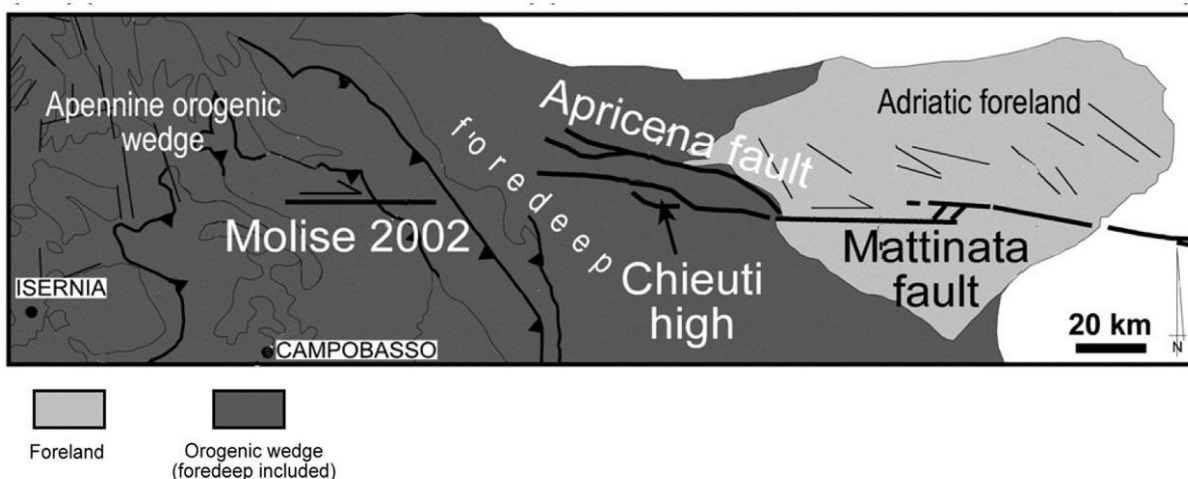 Apennine orogenic
wedge
Molise 2002
ISERNIA
CAMPOBASSO
foredeep
Apricena fault
Chieuti
high
Adriatic foreland
Mattinata
fault
20 km
N
Foreland
Orogenic wedge
(foredeep included)